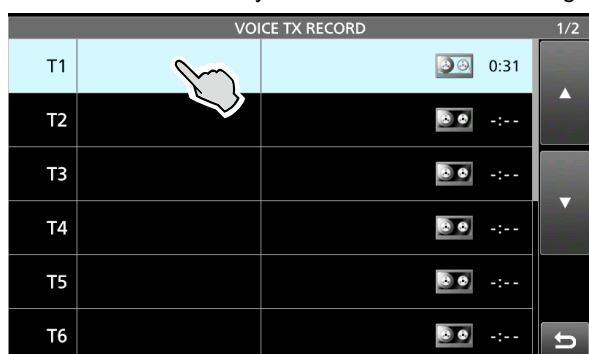 VOICE TX RECORD 1/2
T1 0:31
T2 -:--
T3 -:--
T4 -:--
T5 -:--
T6 -:--